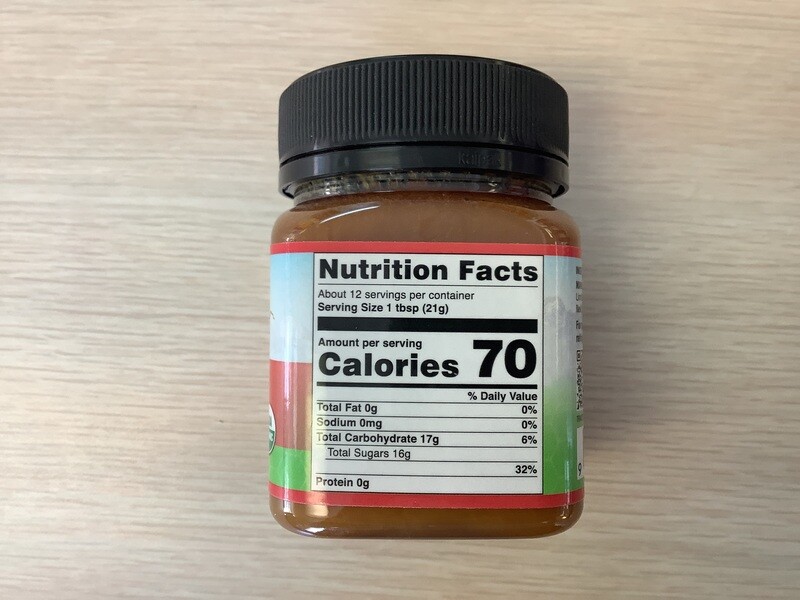 Nutrition Facts
About 12 servings per container
Serving Size 1 tbsp (21g)
Amount per serving
Calories 70
% Daily Value
Total Fat 0g 0%
Sodium 0mg 0%
Total Carbohydrate 17g 6%
Total Sugars 16g
32%
Protein 0g
9